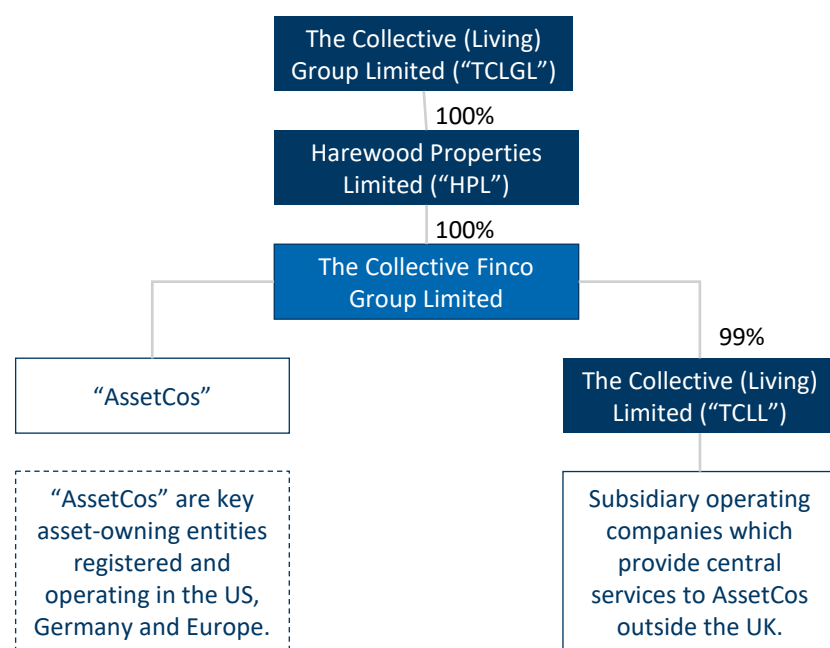 The Collective (Living)
Group Limited (“TCLGL”)
100%
Harewood Properties
Limited (“HPL”)
100%
The Collective Finco
Group Limited
99%
“AssetCos”
The Collective (Living)
Limited (“TCLL”)
“AssetCos” are key
asset-owning entities
registered and
operating in the US,
Germany and Europe.
Subsidiary operating
companies which
provide central
services to AssetCos
outside the UK.